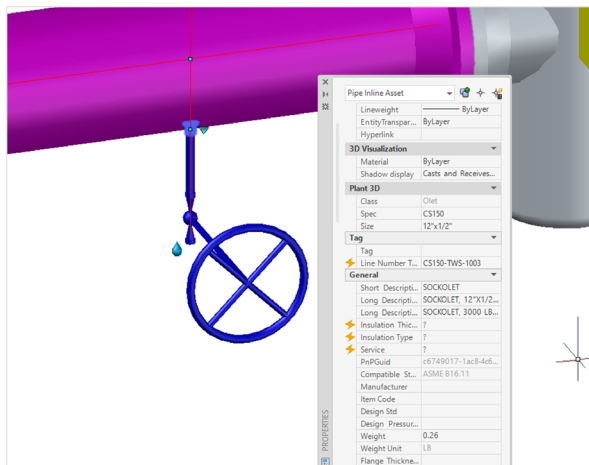 Pipe Inline Asset
Lineweight ByLayer
EntityTranspar... ByLayer
Hyperlink
3D Visualization
Material ByLayer
Shadow display Casts and Receives...
Plant 3D
Class Olet
Spec CS150
Size 12"x1/2"
Tag
Tag
Line Number T... CS150-TWS-1003
General
Short Descripti... SOCKOLET
Long Descripti... SOCKOLET, 12"X1/2...
Long Descripti... SOCKOLET, 3000 LB...
Insulation Thic... ?
Insulation Type ?
Service ?
PnPGuid c6749017-1ac8-4c6...
Compatible St... ASME B16.11
Manufacturer
Item Code
Design Std
Design Pressur...
Weight 0.26
Weight Unit LB
Flange Thickne...
PROPERTIES